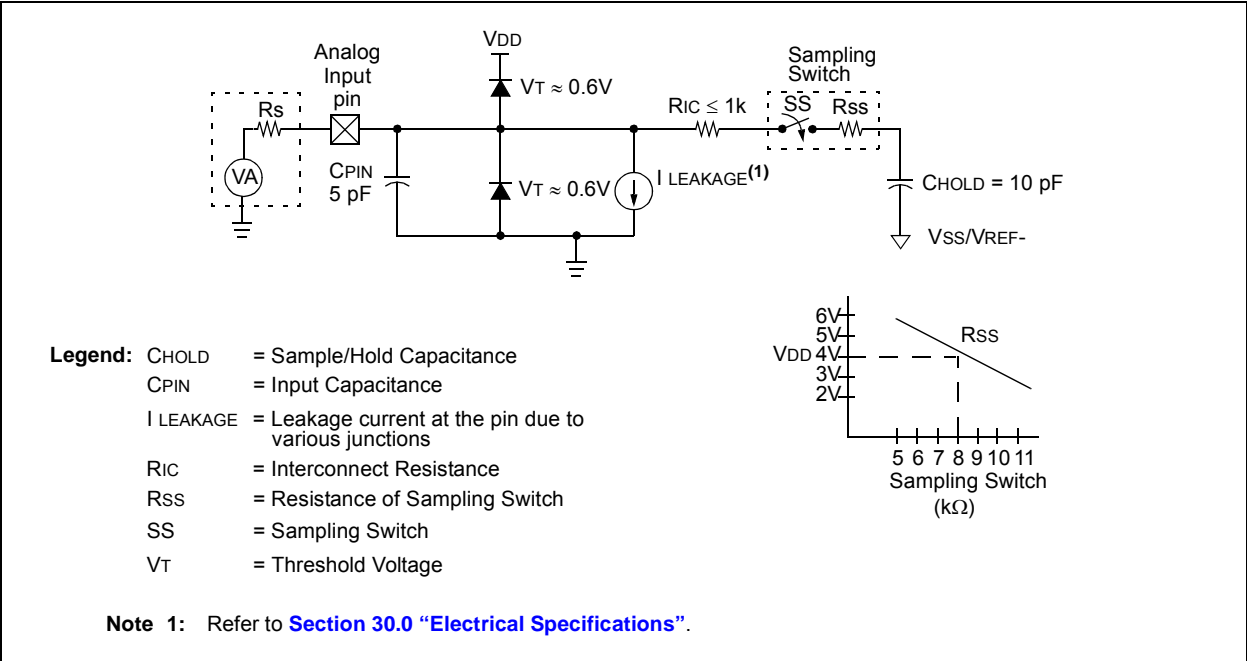 VDD
Analog
Input
pin
Sampling
Switch
VT ≈ 0.6V
Rs
RIC ≤ 1k
SS
Rss
VA
CPIN
5 pF
VT ≈ 0.6V
I LEAKAGE(1)
CHOLD = 10 pF
VSS/VREF-
6V
5V
VDD 4V
3V
2V
RSS
5 6 7 8 9 10 11
Sampling Switch
(kΩ)
Legend: CHOLD = Sample/Hold Capacitance
CPIN = Input Capacitance
I LEAKAGE = Leakage current at the pin due to
various junctions
RIC = Interconnect Resistance
RSS = Resistance of Sampling Switch
SS = Sampling Switch
VT = Threshold Voltage
Note 1: Refer to Section 30.0 “Electrical Specifications”.